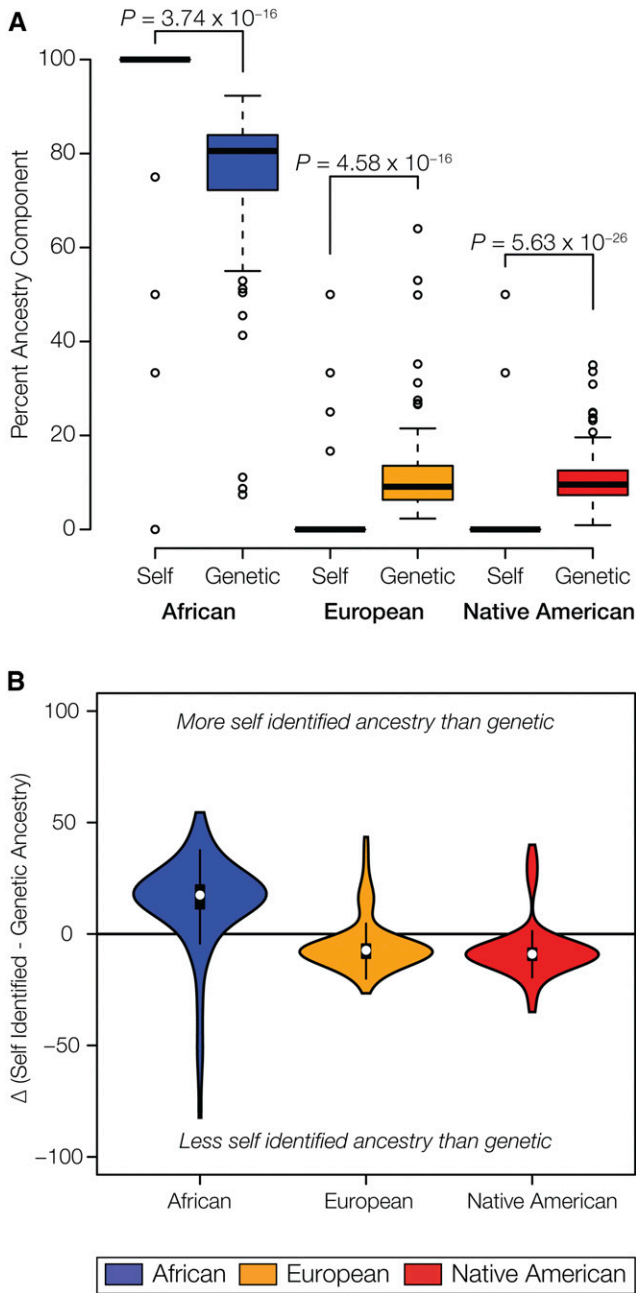 A
P = 3.74 x 10⁻¹⁶
P = 4.58 x 10⁻¹⁶
P = 5.63 x 10⁻²⁶
Percent Ancestry Component
100
80
60
40
20
0
Self Genetic Self Genetic Self Genetic
African European Native American
B
More self identified ancestry than genetic
Δ (Self Identified - Genetic Ancestry)
100
50
0
−50
−100
Less self identified ancestry than genetic
African European Native American
African European Native American